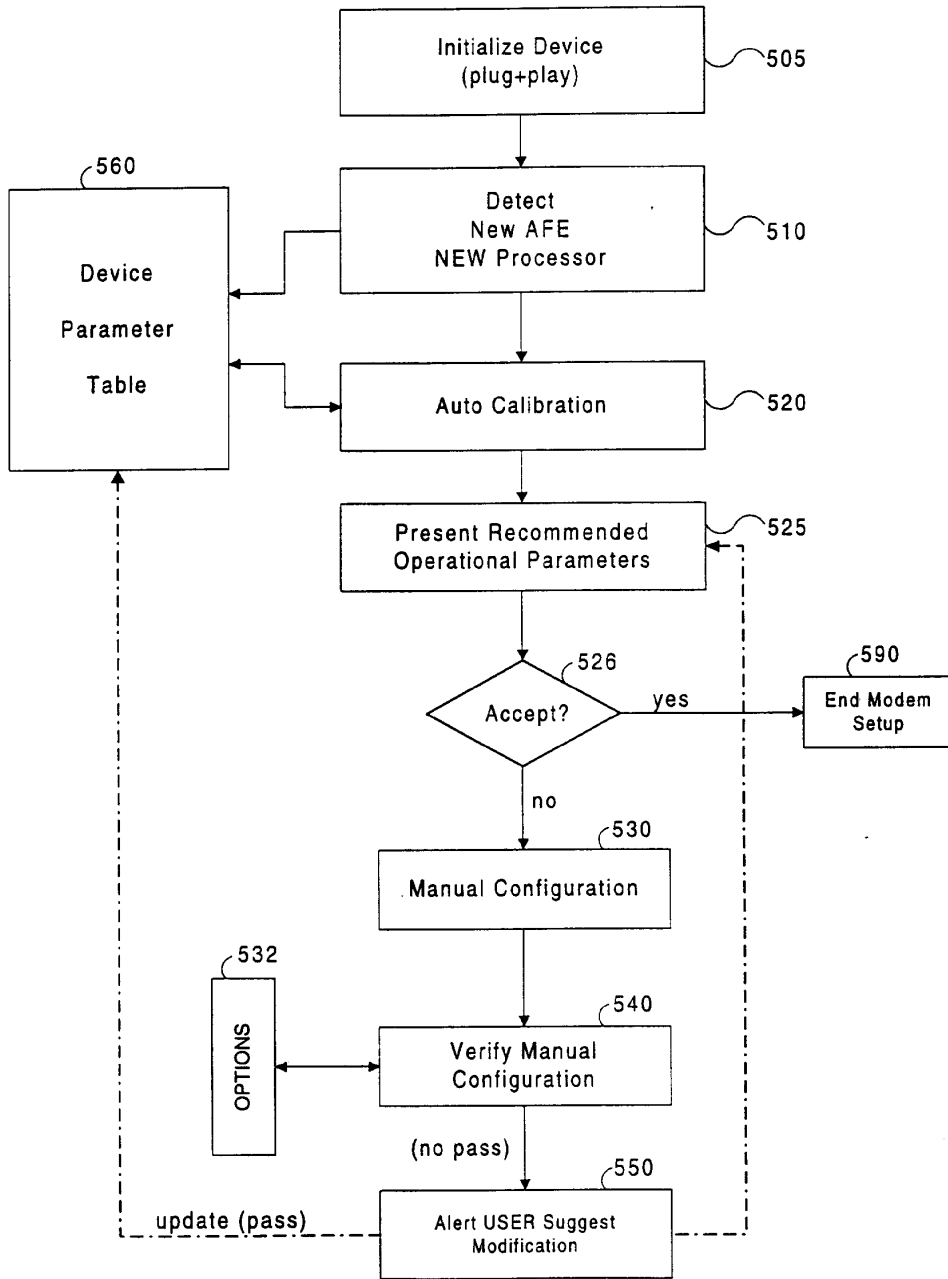 Initialize Device
(plug+play)
505
560
Detect
New AFE
NEW Processor
510
Device
Parameter
Table
Auto Calibration
520
Present Recommended
Operational Parameters
525
526
Accept?
yes
590
End Modem
Setup
no
530
Manual Configuration
532
OPTIONS
540
Verify Manual
Configuration
(no pass)
550
update (pass)
Alert USER Suggest
Modification